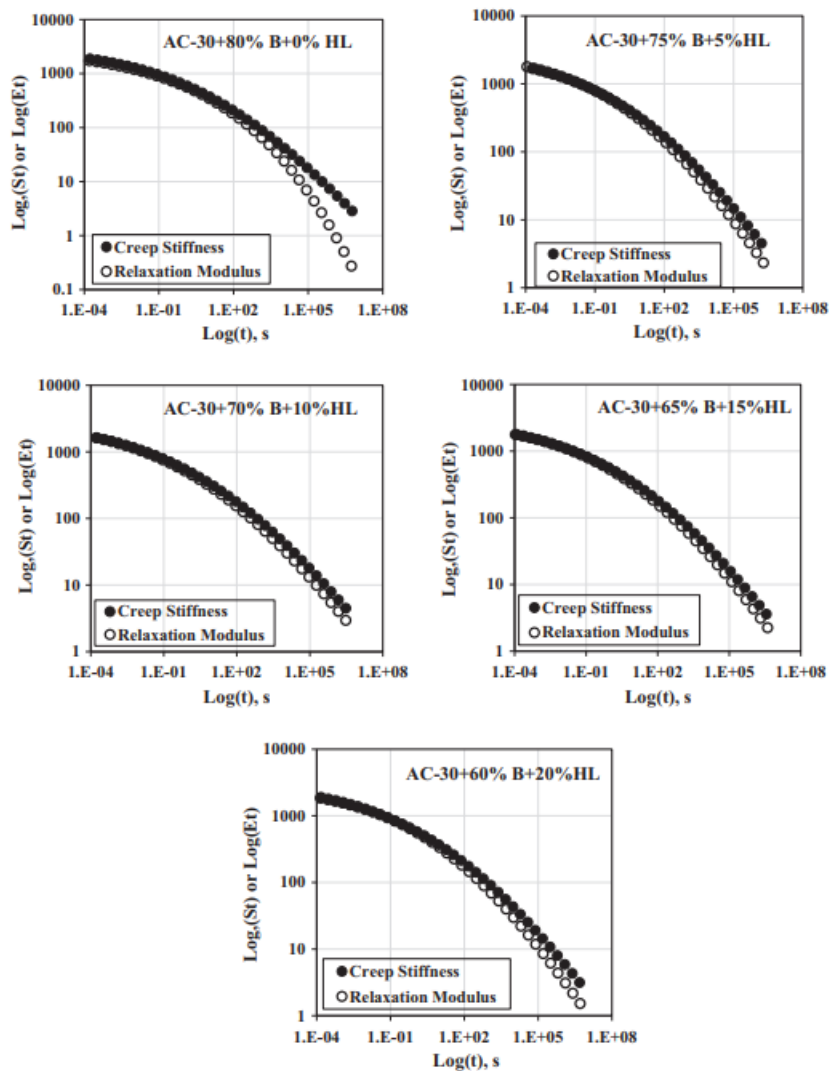 AC-30+80% B+0% HL
Log,(St) or Log(Et)
10000
1000
100
10
1
0.1
Creep Stiffness
Relaxation Modulus
1.E-04 1.E-01 1.E+02 1.E+05 1.E+08
Log(t), s
AC-30+75% B+5%HL
Log,(St) or Log(Et)
10000
1000
100
10
1
Creep Stiffness
Relaxation Modulus
1.E-04 1.E-01 1.E+02 1.E+05 1.E+08
Log(t), s
AC-30+70% B+10%HL
Log,(St) or Log(Et)
10000
1000
100
10
1
Creep Stiffness
Relaxation Modulus
1.E-04 1.E-01 1.E+02 1.E+05 1.E+08
Log(t), s
AC-30+65% B+15%HL
Log,(St) or Log(Et)
10000
1000
100
10
1
Creep Stiffness
Relaxation Modulus
1.E-04 1.E-01 1.E+02 1.E+05 1.E+08
Log(t), s
AC-30+60% B+20%HL
Log,(St) or Log(Et)
10000
1000
100
10
1
Creep Stiffness
Relaxation Modulus
1.E-04 1.E-01 1.E+02 1.E+05 1.E+08
Log(t), s